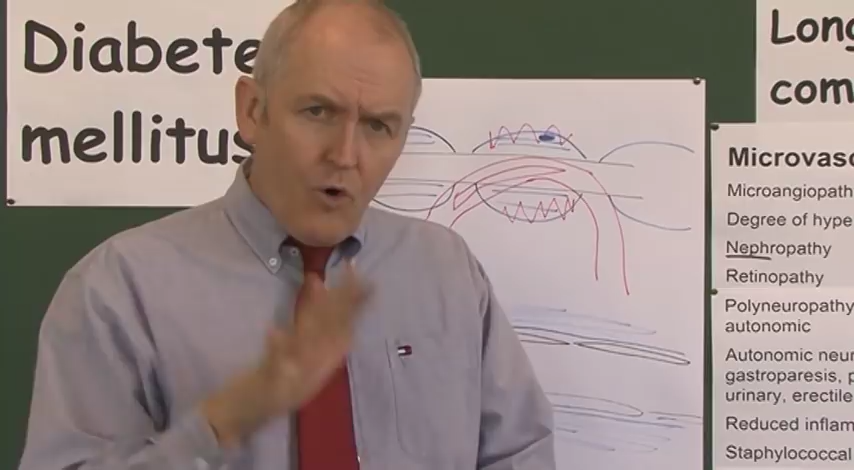 Diabete
mellitus
Long
com
Microvasc
Microangiopath
Degree of hype
Nephropathy
Retinopathy
Polyneuropathy
autonomic
Autonomic neur
gastroparesis, p
urinary, erectile
Reduced inflam
Staphylococcal